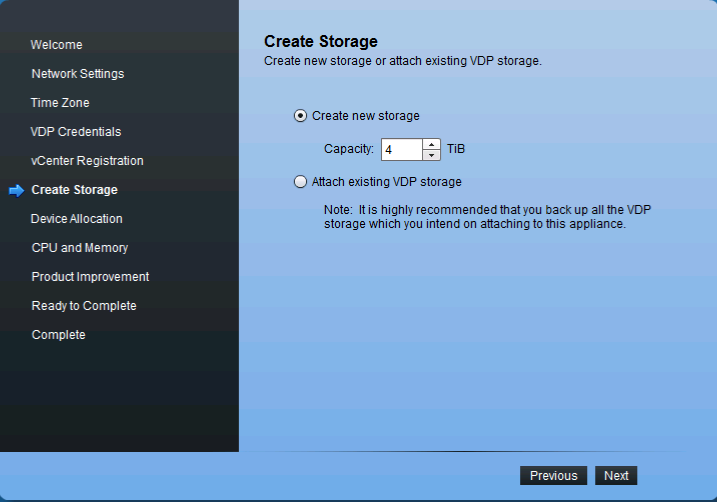 Welcome
Network Settings
Time Zone
VDP Credentials
vCenter Registration
Create Storage
Device Allocation
CPU and Memory
Product Improvement
Ready to Complete
Complete
Create Storage
Create new storage or attach existing VDP storage.
Create new storage
Capacity: 4 TiB
Attach existing VDP storage
Note: It is highly recommended that you back up all the VDP
storage which you intend on attaching to this appliance.
Previous Next